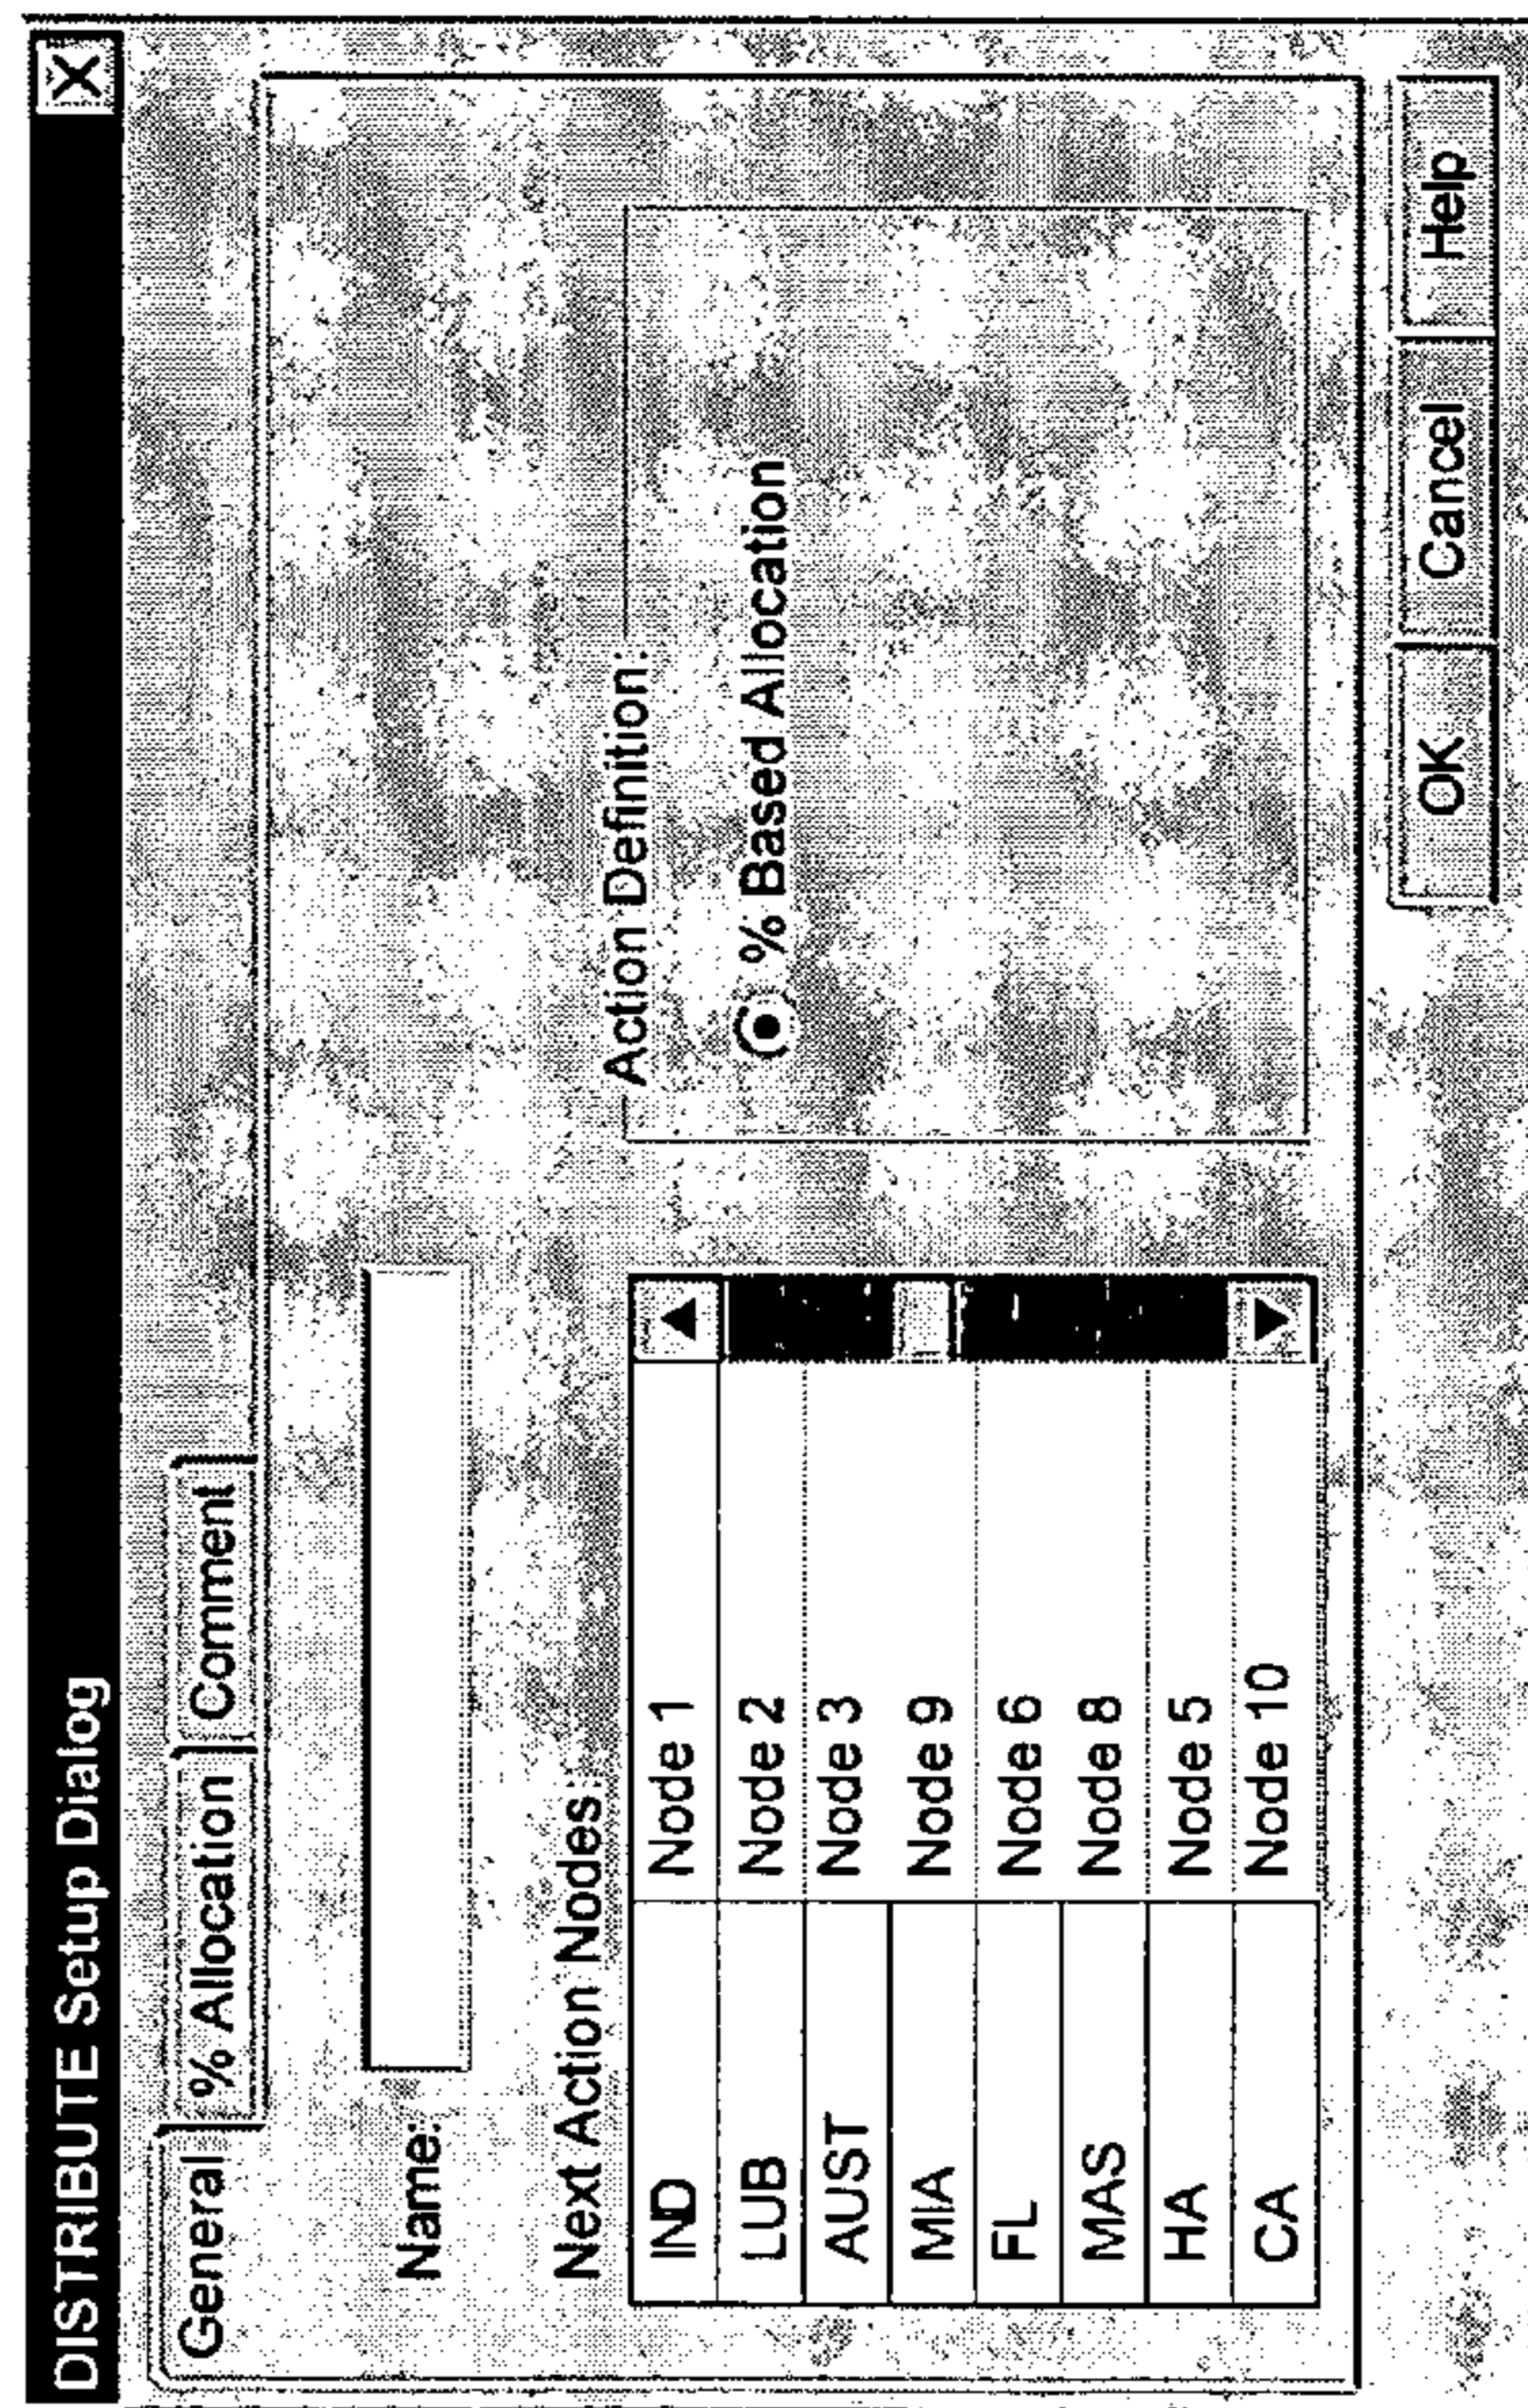 DISTRIBUTE Setup Dialog X
General % Allocation Comment
Name:
Next Action Nodes:
IND Node 1
LUB Node 2
AUST Node 3
MIA Node 9
FL Node 6
MAS Node 8
HA Node 5
CA Node 10
Action Definition:
% Based Allocation
OK Cancel Help